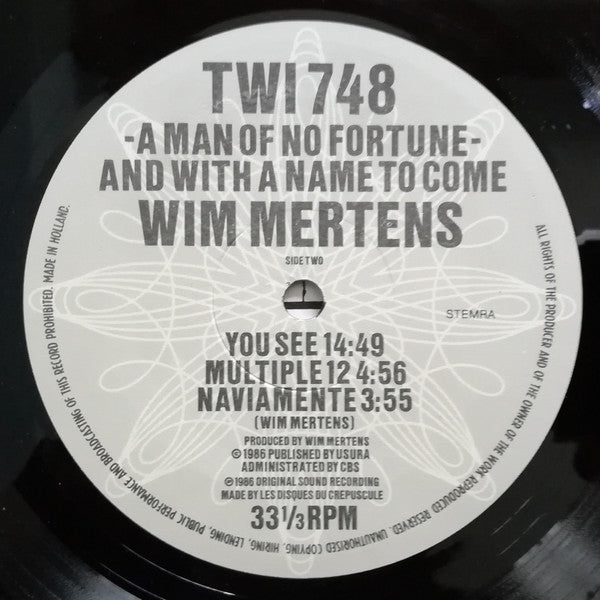 TWI 748
-A MAN OF NO FORTUNE-
AND WITH A NAME TO COME
WIM MERTENS
SIDE TWO
STEMRA
YOU SEE 14:49
MULTIPLE 12 4:56
NAVIAMENTE 3:55
(WIM MERTENS)
PRODUCED BY WIM MERTENS
© 1986 PUBLISHED BY USURA
ADMINISTRATED BY CBS
℗ 1986 ORIGINAL SOUND RECORDING
MADE BY LES DISQUES DU CREPUSCULE
33 1/3 RPM
ALL RIGHTS OF THE PRODUCER AND OF THE OWNER OF THE WORK REPRODUCED RESERVED. UNAUTHORISED COPYING, HIRING, LENDING, PUBLIC PERFORMANCE AND BROADCASTING OF THIS RECORD PROHIBITED. MADE IN HOLLAND.